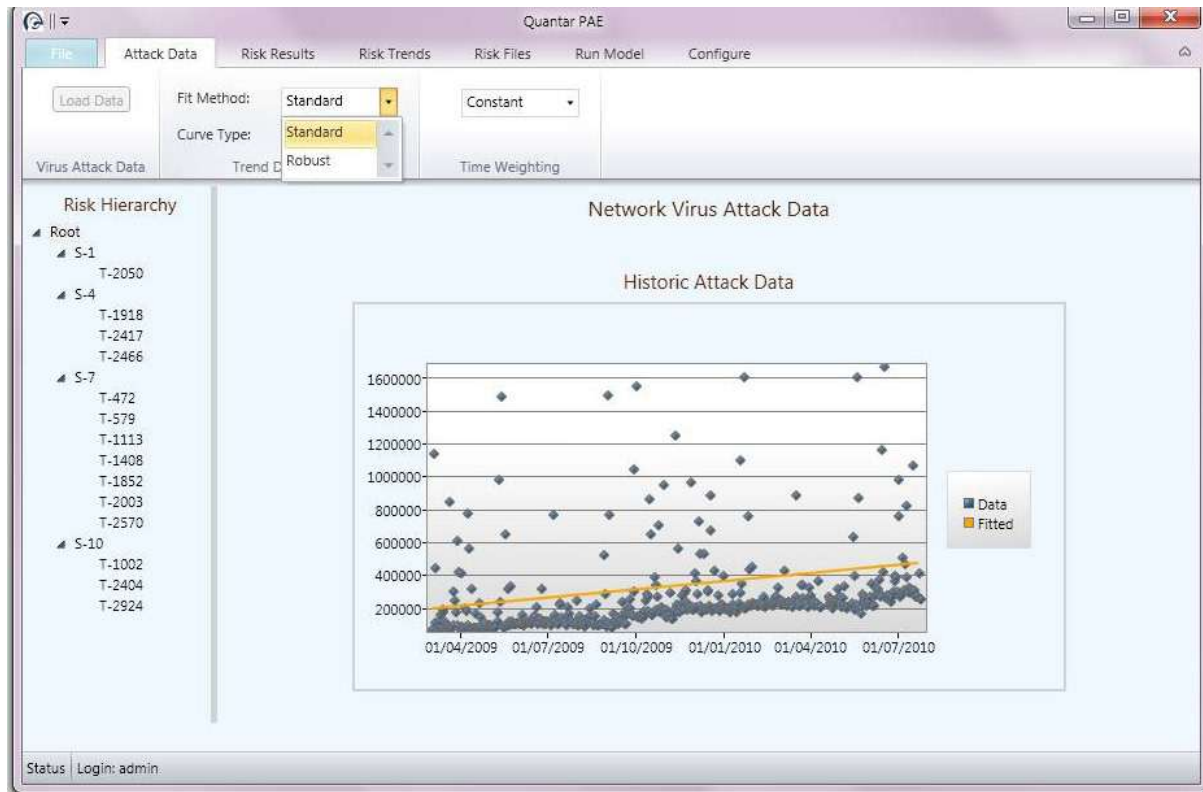 Quantar PAE
File Attack Data Risk Results Risk Trends Risk Files Run Model Configure
Load Data
Fit Method: Standard
Curve Type:
Standard
Robust
Constant
Virus Attack Data
Trend D
Time Weighting
Risk Hierarchy
Root
S-1
T-2050
S-4
T-1918
T-2417
T-2466
S-7
T-472
T-579
T-1113
T-1408
T-1852
T-2003
T-2570
S-10
T-1002
T-2404
T-2924
Network Virus Attack Data
Historic Attack Data
1600000
1400000
1200000
1000000
800000
600000
400000
200000
01/04/2009 01/07/2009 01/10/2009 01/01/2010 01/04/2010 01/07/2010
Data
Fitted
Status Login: admin